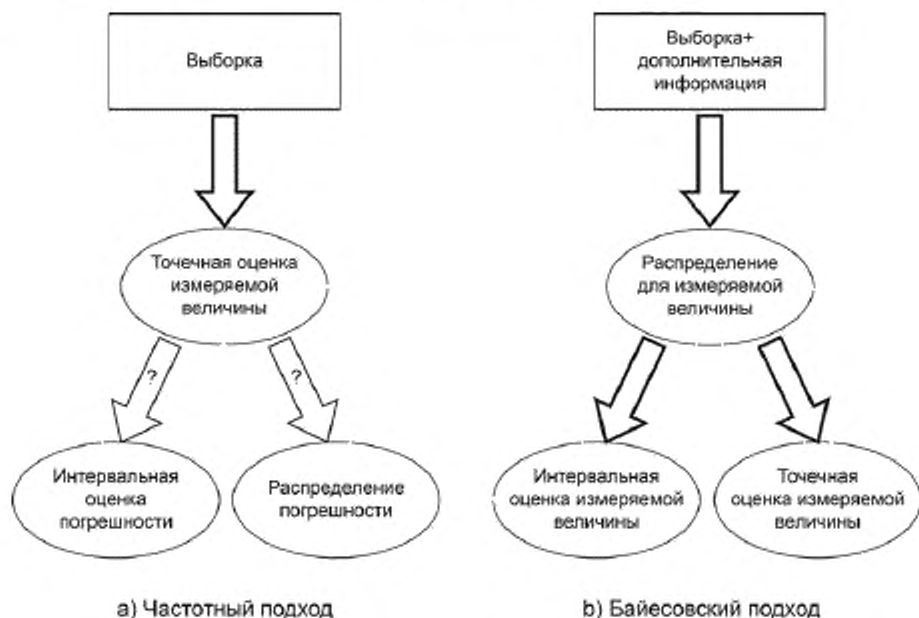 Выборка
Точечная оценка
измеряемой
величины
?
?
Интервальная
оценка
погрешности
Распределение
погрешности
a) Частотный подход
Выборка+
дополнительная
информация
Распределение
для измеряемой
величины
Интервальная
оценка измеряемой
величины
Точечная
оценка измеряемой
величины
b) Байесовский подход